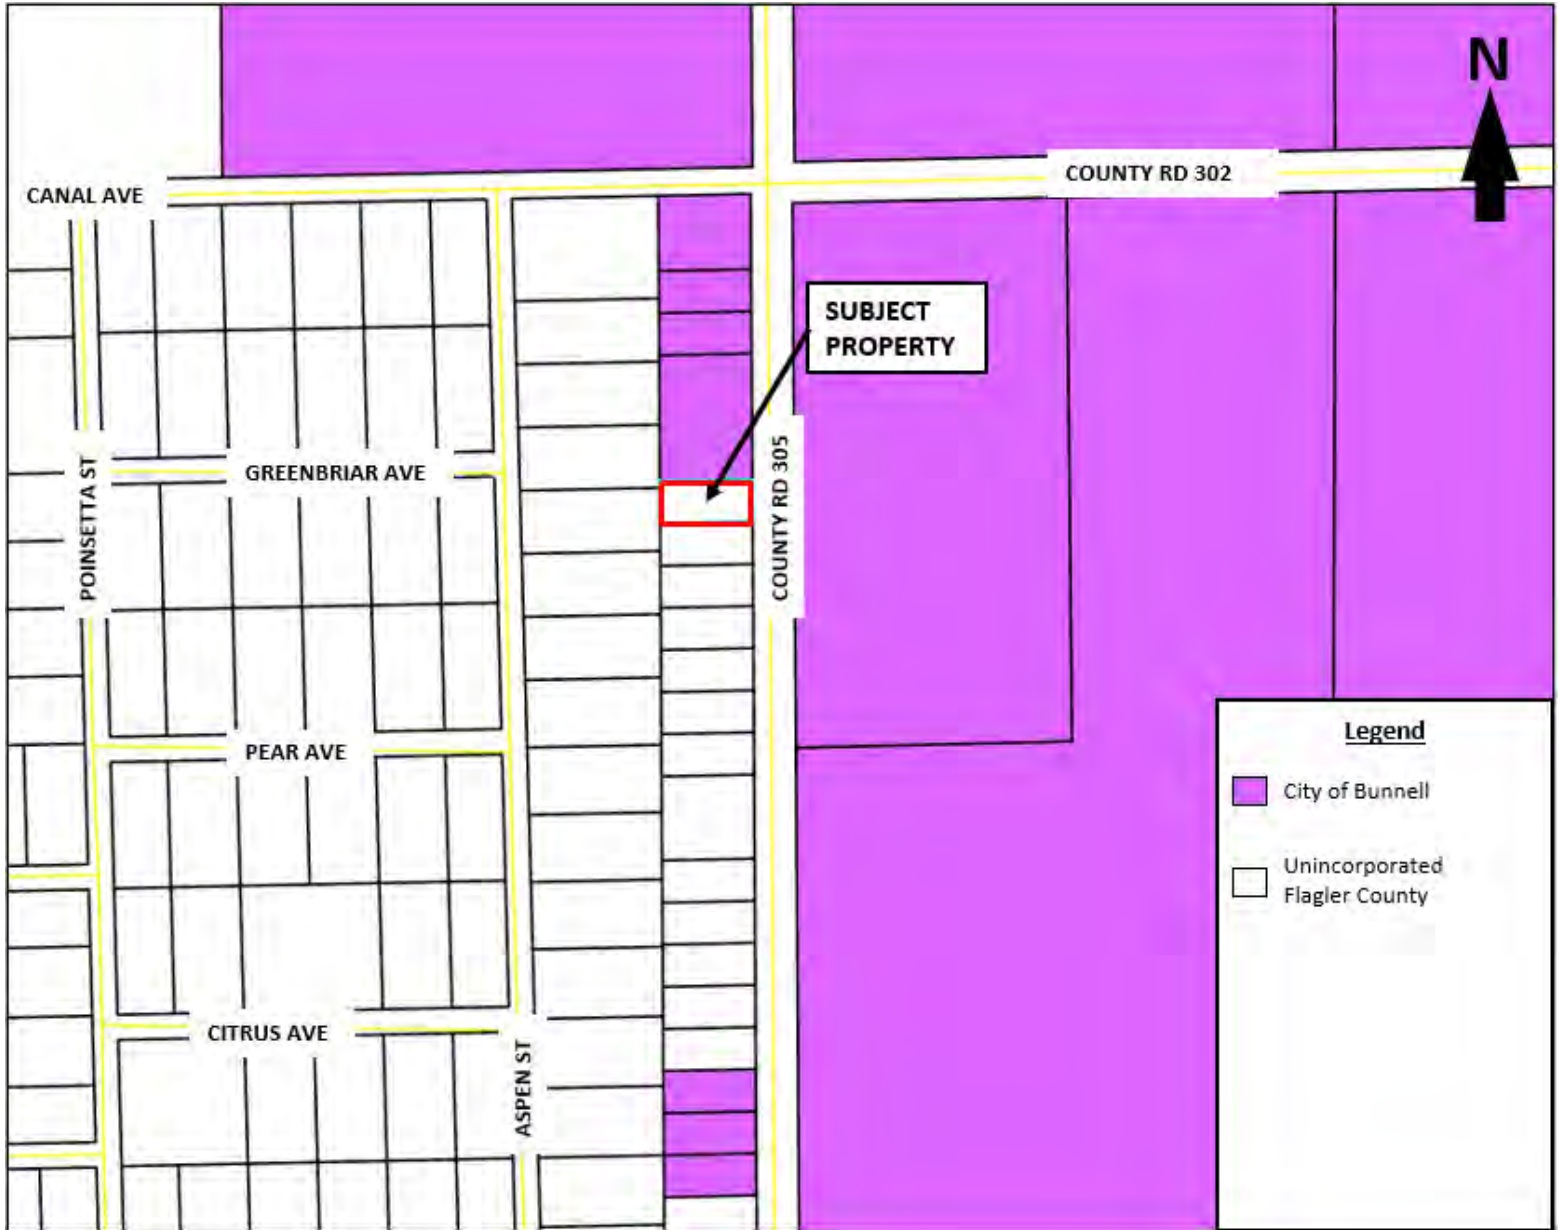 N
COUNTY RD 302
CANAL AVE
SUBJECT
PROPERTY
GREENBRIAR AVE
POINSETTA ST
COUNTY RD 305
PEAR AVE
Legend
City of Bunnell
Unincorporated
Flagler County
CITRUS AVE
ASPEN ST